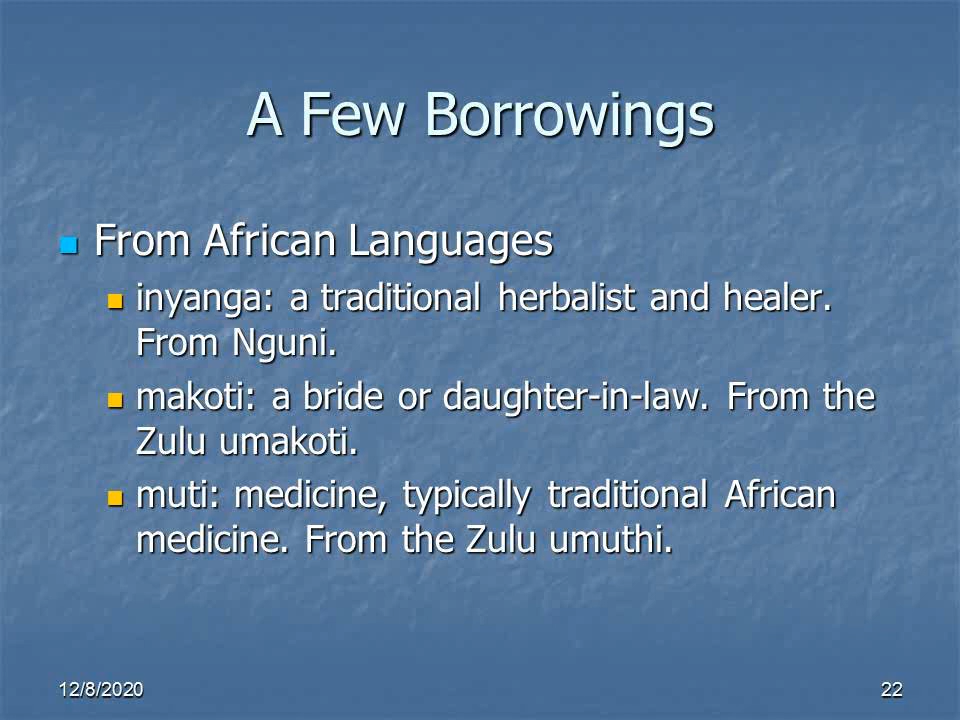 A Few Borrowings
From African Languages
inyanga: a traditional herbalist and healer.
From Nguni.
makoti: a bride or daughter-in-law. From the
Zulu umakoti.
muti: medicine, typically traditional African
medicine. From the Zulu umuthi.
12/8/2020
22